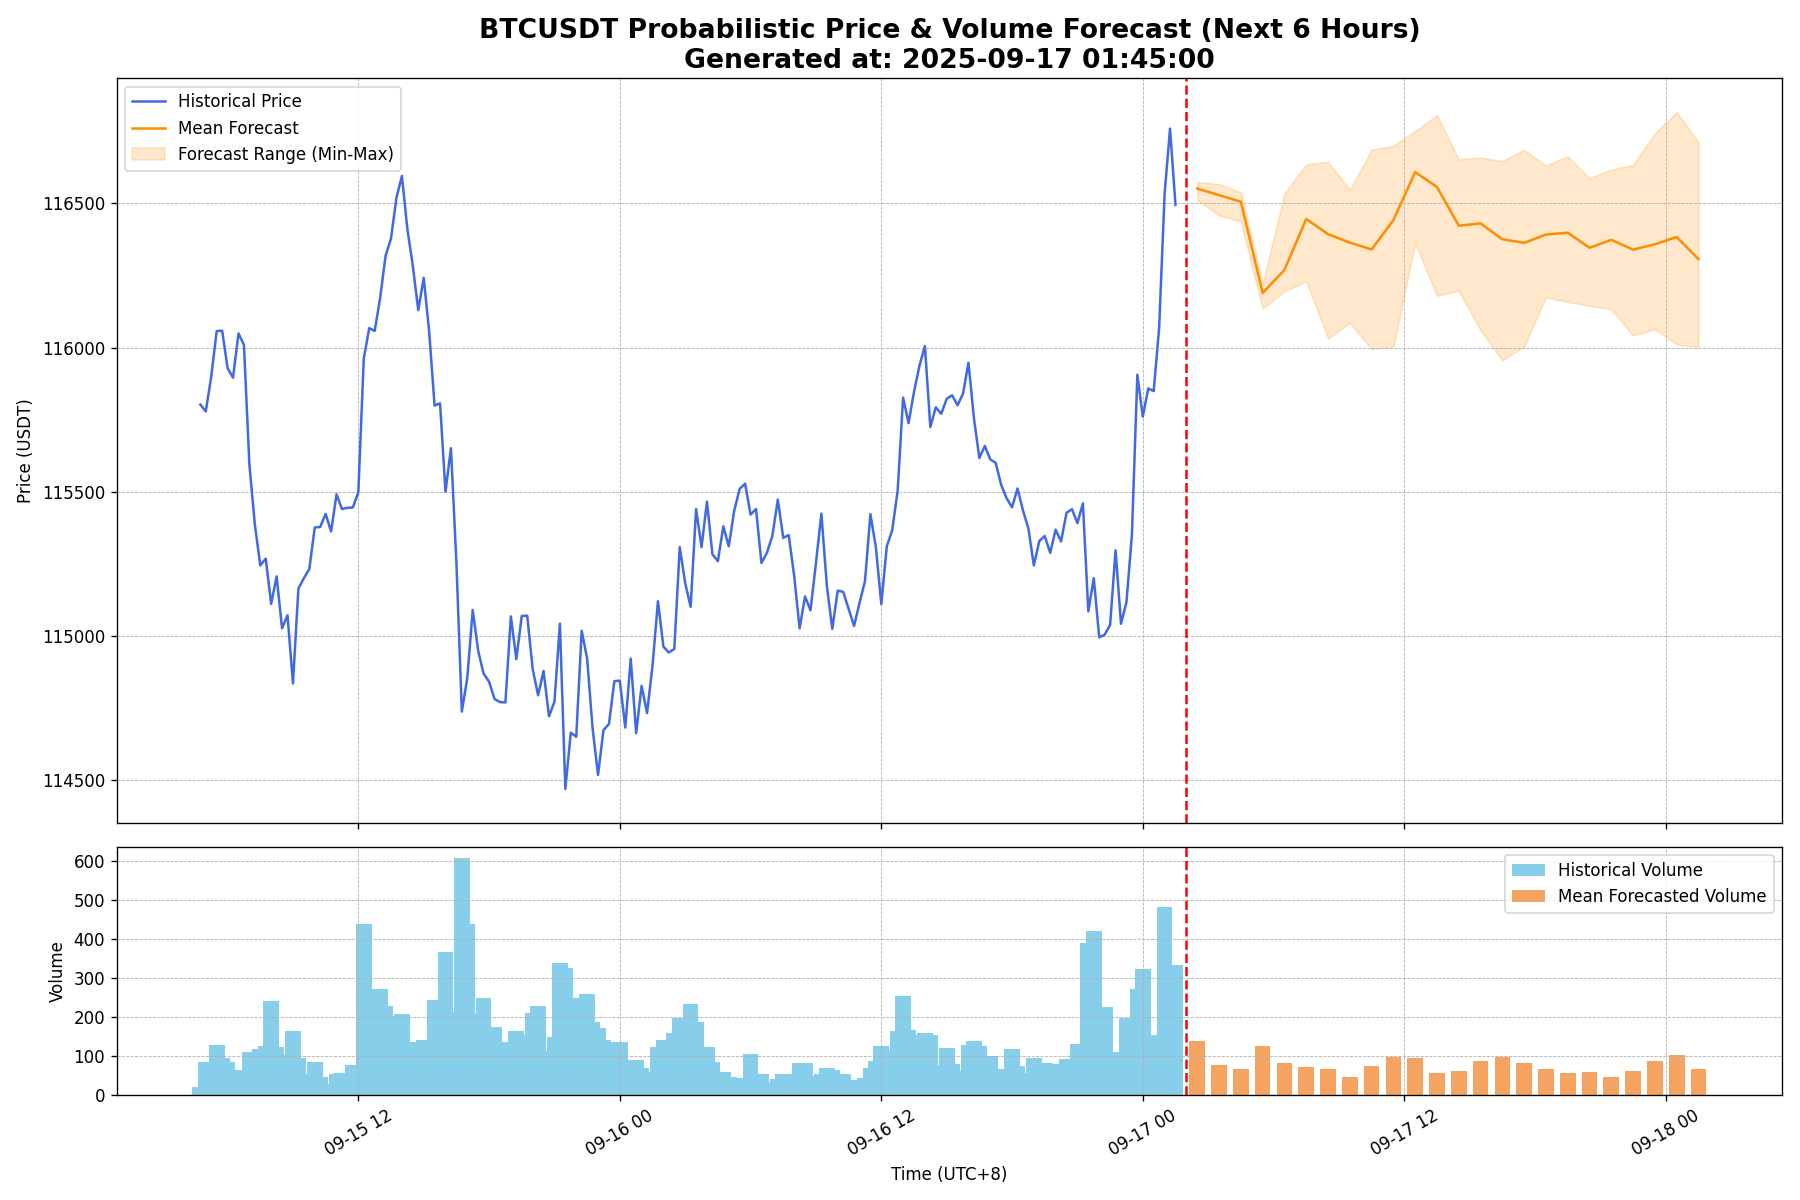 BTCUSDT Probabilistic Price & Volume Forecast (Next 6 Hours)
Generated at: 2025-09-17 01:45:00
Historical Price
Mean Forecast
Forecast Range (Min-Max)
Price (USDT)
116500
116000
115500
115000
114500
Historical Volume
Mean Forecasted Volume
Volume
600
500
400
300
200
100
0
09-15 12
09-16 00
09-16 12
09-17 00
09-17 12
09-18 00
Time (UTC+8)